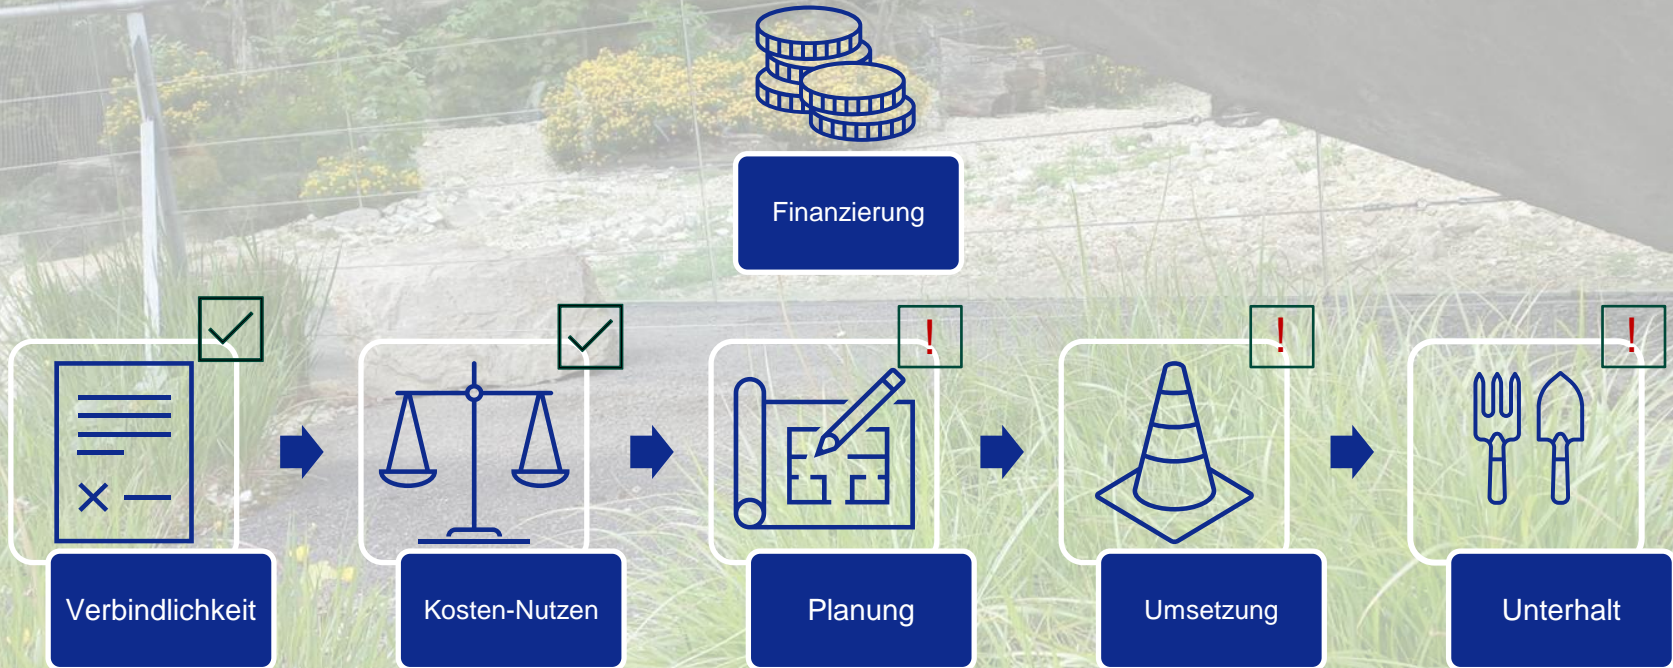 Finanzierung
!
!
!
Verbindlichkeit
Kosten-Nutzen
Planung
Umsetzung
Unterhalt